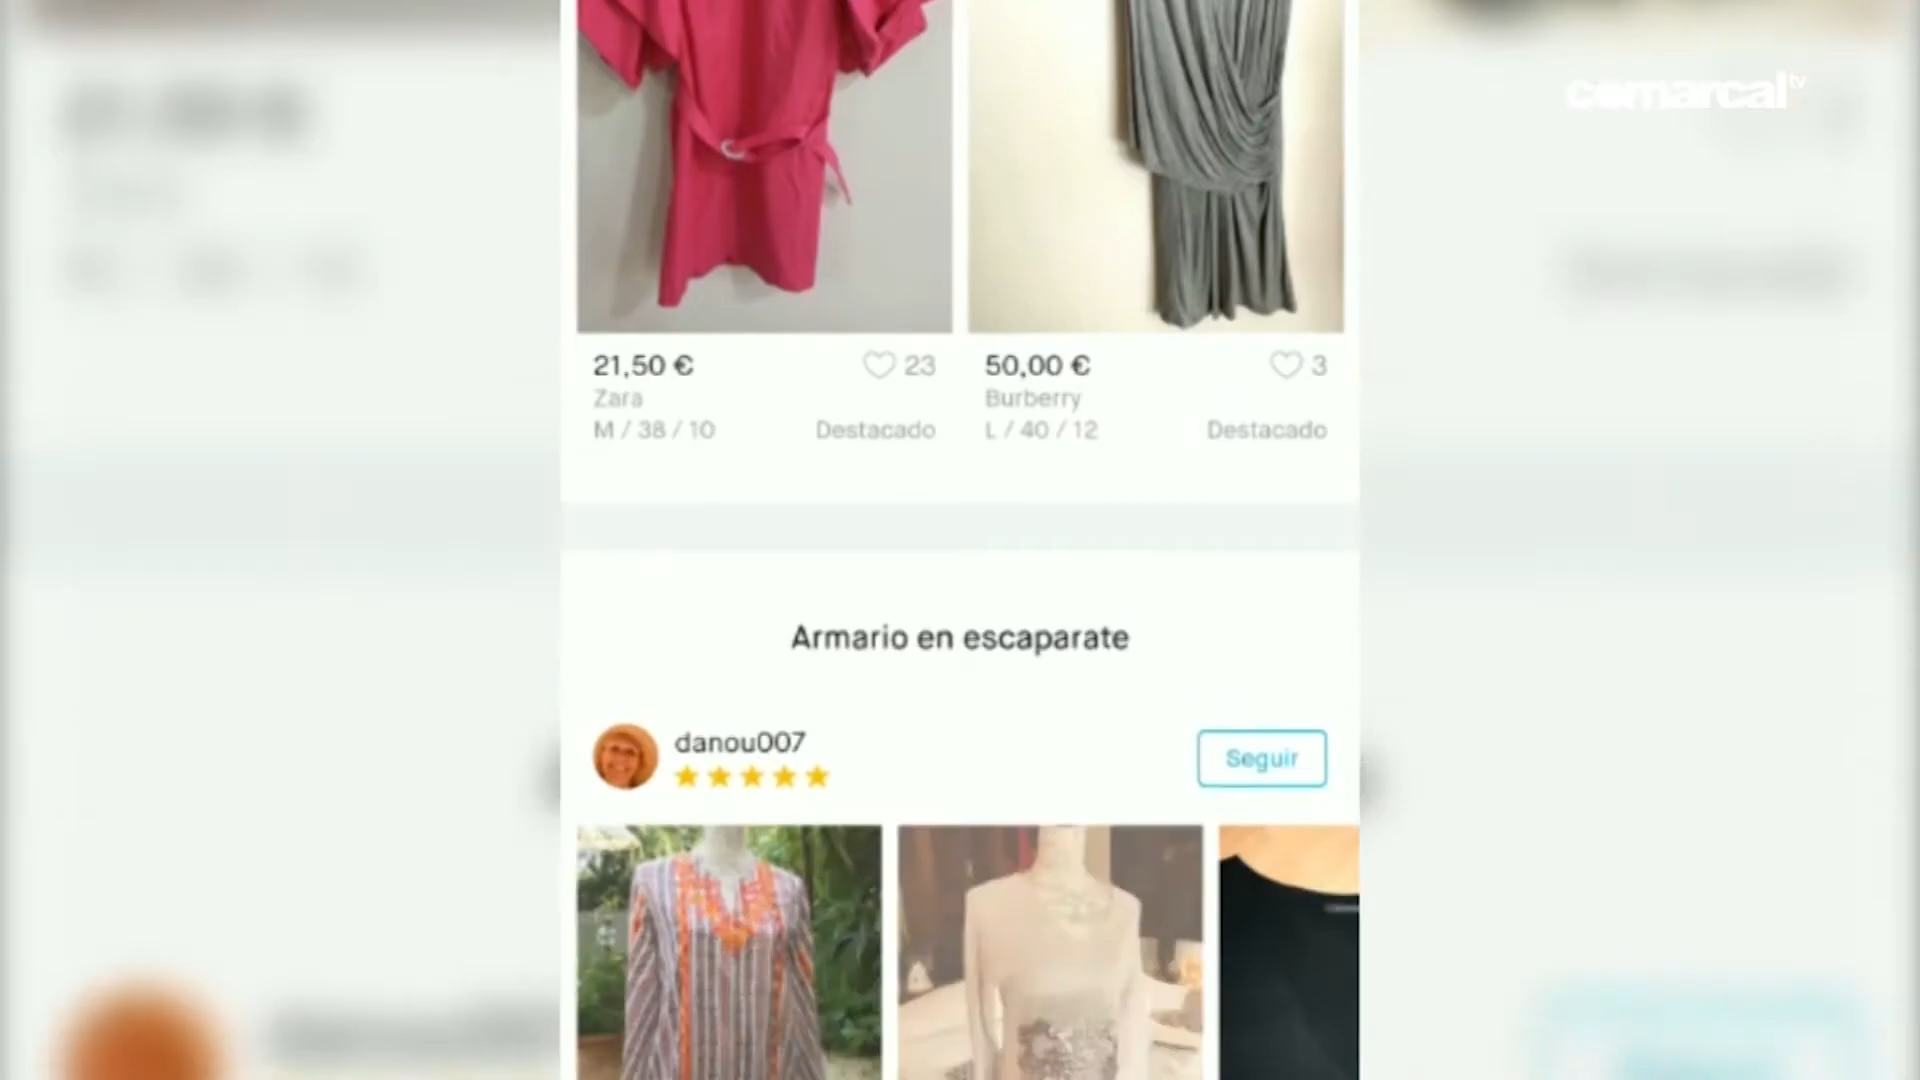 comarcal tv
21,50 €
23
Zara
M / 38 / 10
Destacado
50,00 €
3
Burberry
L / 40 / 12
Destacado
Armario en escaparate
danou007
Seguir